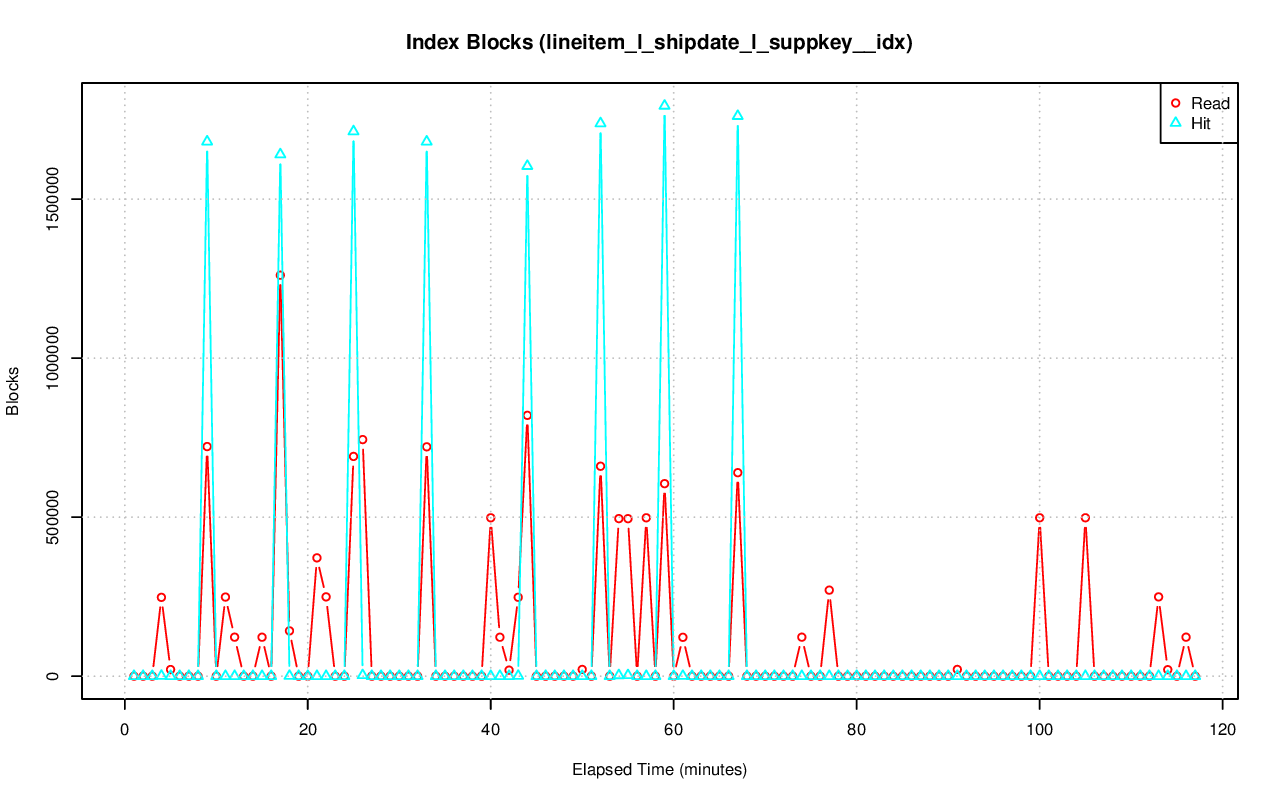 Index Blocks (lineitem_l_shipdate_l_suppkey__idx)
Read
Hit
Blocks
1500000
1000000
500000
0
0 20 40 60 80 100 120
Elapsed Time (minutes)